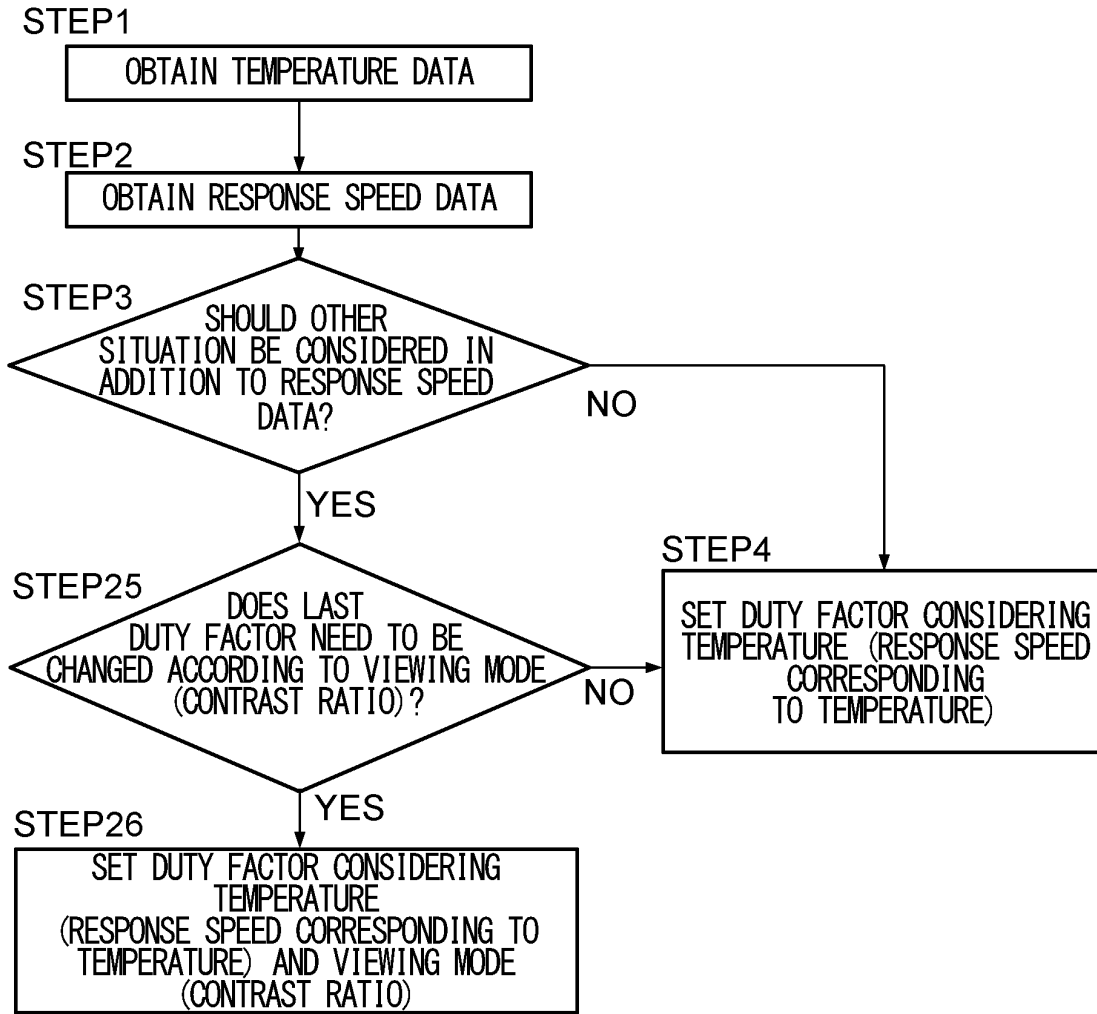 STEP1
OBTAIN TEMPERATURE DATA
STEP2
OBTAIN RESPONSE SPEED DATA
STEP3
SHOULD OTHER
SITUATION BE CONSIDERED IN
ADDITION TO RESPONSE SPEED
DATA?
NO
YES
STEP25
DOES LAST
DUTY FACTOR NEED TO BE
CHANGED ACCORDING TO VIEWING MODE
(CONTRAST RATIO)?
NO
YES
STEP4
SET DUTY FACTOR CONSIDERING
TEMPERATURE (RESPONSE SPEED
CORRESPONDING
TO TEMPERATURE)
STEP26
SET DUTY FACTOR CONSIDERING
TEMPERATURE
(RESPONSE SPEED CORRESPONDING TO
TEMPERATURE) AND VIEWING MODE
(CONTRAST RATIO)